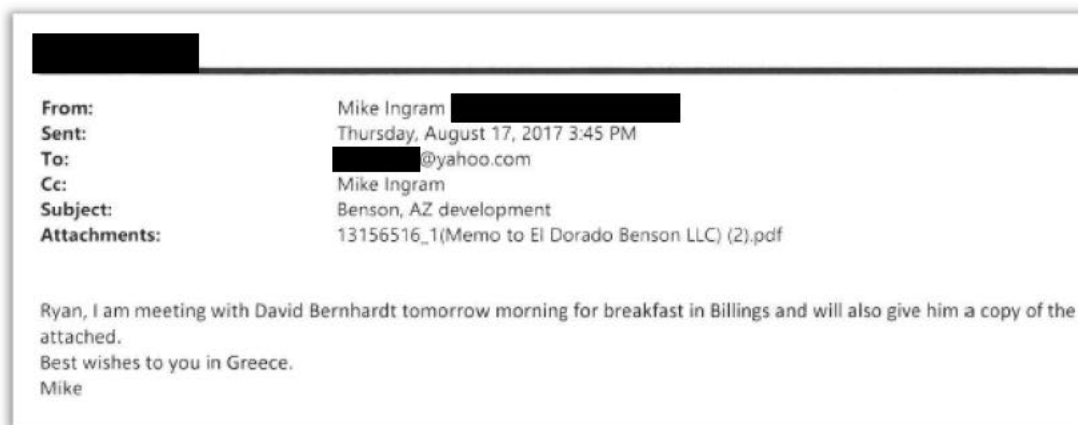 From: Mike Ingram
Sent: Thursday, August 17, 2017 3:45 PM
To: @yahoo.com
Cc: Mike Ingram
Subject: Benson, AZ development
Attachments: 13156516_1(Memo to El Dorado Benson LLC) (2).pdf
Ryan, I am meeting with David Bernhardt tomorrow morning for breakfast in Billings and will also give him a copy of the
attached.
Best wishes to you in Greece.
Mike